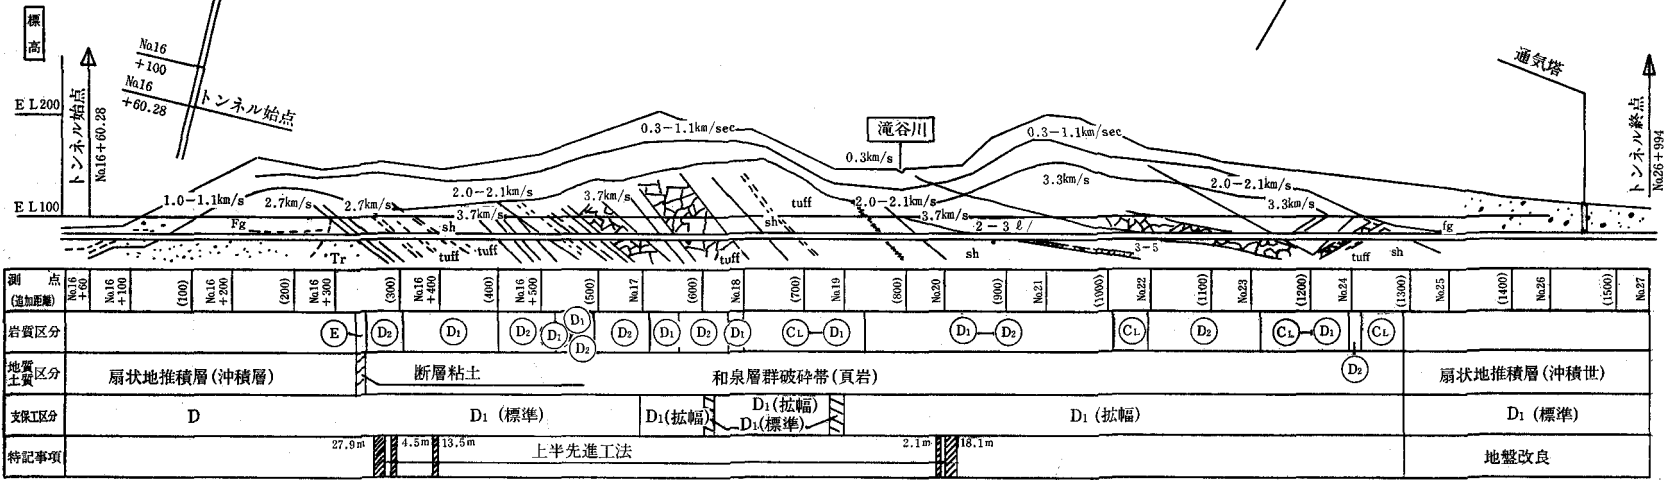 標高
No.16
+100
No.16
+60.28
トンネル始点
トンネル始点
No.16+60.28
EL200
EL100
通気塔
トンネル終点
No.26+994
滝谷川
0.3－1.1km/sec
0.3km/s
0.3－1.1km/sec
1.0－1.1km/s
2.7km/s
2.7km/s
2.0－2.1km/s
3.7km/s
3.7km/s
2.0－2.1km/s
3.7km/s
3.3km/s
2.0－2.1km/s
3.3km/s
Fg
sh
tuff
sh
2－3ℓ/
fg
Tr
tuff
tuff
tuff
sh
3－5
tuff
sh
測点
(追加距離)
No.16+60
No.16+100
(100)
No.16+200
(200)
No.16+300
(300)
No.16+400
(400)
No.16+500
(500)
No.17
(600)
No.18
(700)
No.19
(800)
No.20
(900)
No.21
(1000)
No.22
(1100)
No.23
(1200)
No.24
(1300)
No.25
(1400)
No.26
(1500)
No.27
岩質区分
E
D2
D1
D2
D1
D1
D2
D2
D1
D2
D1
CL
D1
D1
D2
CL
D2
CL
D1
D2
CL
地質土質区分
扇状地推積層(沖積層)
断層粘土
和泉層群破砕帯(頁岩)
扇状地推積層(沖積世)
支保工区分
D
D1(標準)
D1(拡幅)
D1(拡幅)
D1(標準)
D1(拡幅)
D1(標準)
特記事項
27.9m
4.5m
13.5m
上半先進工法
2.1m
18.1m
地盤改良